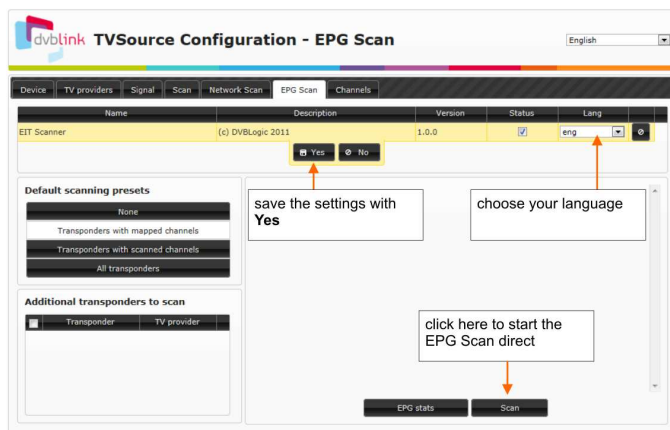 dvblink TVSource Configuration - EPG Scan
English
Device TV providers Signal Scan Network Scan EPG Scan Channels
Name Description Version Status Lang
EIT Scanner (c) DVBLogic 2011 1.0.0 eng
Yes No
Default scanning presets
None
Transponders with mapped channels
Transponders with scanned channels
All transponders
save the settings with
Yes
choose your language
Additional transponders to scan
Transponder TV provider
click here to start the
EPG Scan direct
EPG stats Scan